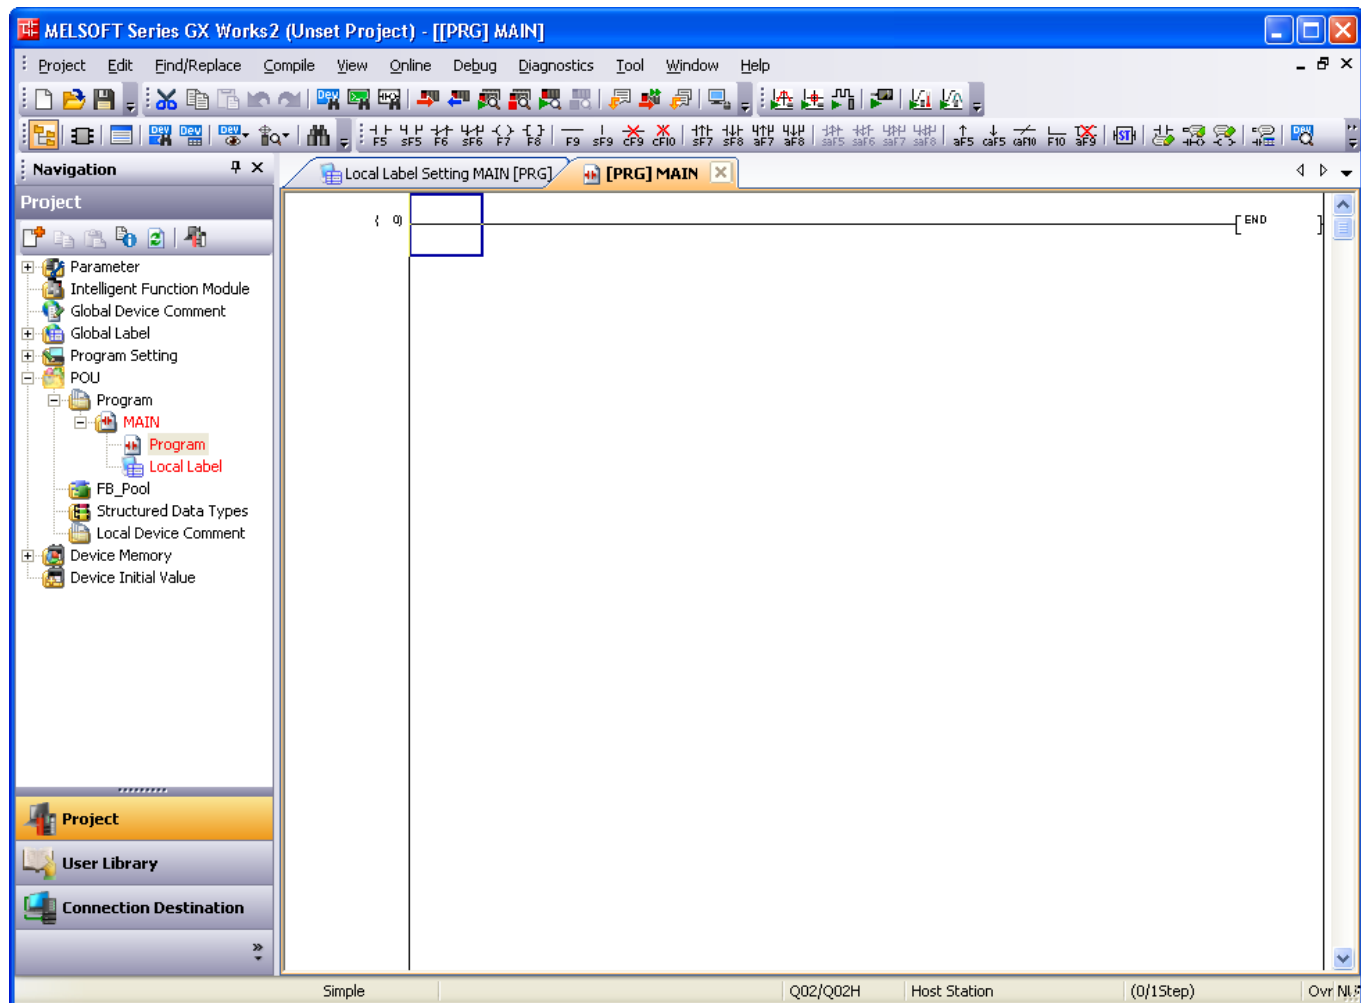 MELSOFT Series GX Works2 (Unset Project) - [[PRG] MAIN]
Project Edit Find/Replace Compile View Online Debug Diagnostics Tool Window Help
F5 sF5 F6 sF6 F7 F8 F9 sF9 cF9 cF10 sF7 sF8 aF7 aF8 saF5 saF6 saF7 saF8 aF5 caF5 caF10 F10 aF9
Navigation
Local Label Setting MAIN [PRG] [PRG] MAIN
Project
( 0) END
Parameter
Intelligent Function Module
Global Device Comment
Global Label
Program Setting
POU
Program
MAIN
Program
Local Label
FB_Pool
Structured Data Types
Local Device Comment
Device Memory
Device Initial Value
Project
User Library
Connection Destination
Simple Q02/Q02H Host Station (0/1Step) Ovr